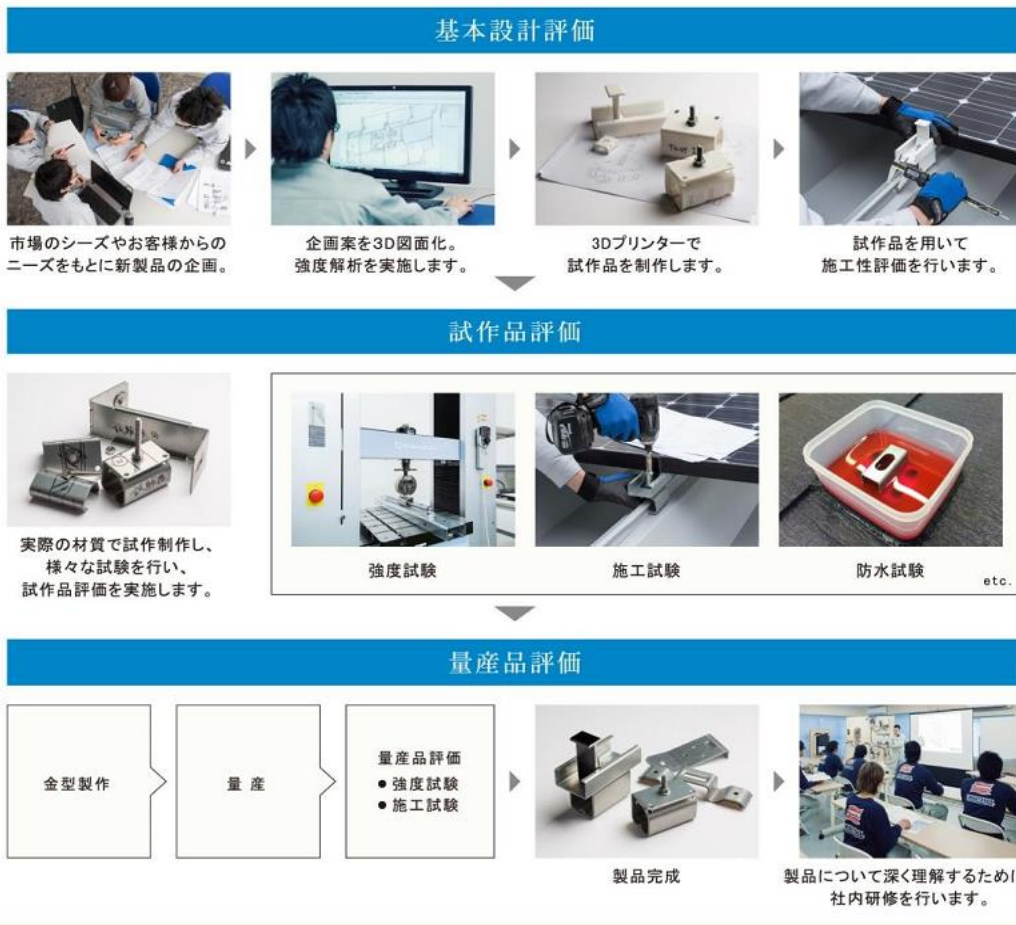 基本設計評価
市場のシーズやお客様からの
ニーズをもとに新製品の企画。
企画案を3D図面化。
強度解析を実施します。
3Dプリンターで
試作品を制作します。
試作品を用いて
施工性評価を行います。
試作品評価
実際の材質で試作制作し、
様々な試験を行い、
試作品評価を実施します。
強度試験
施工試験
防水試験
etc.
量産品評価
金型製作
量 産
量産品評価
● 強度試験
● 施工試験
製品完成
製品について深く理解するために
社内研修を行います。